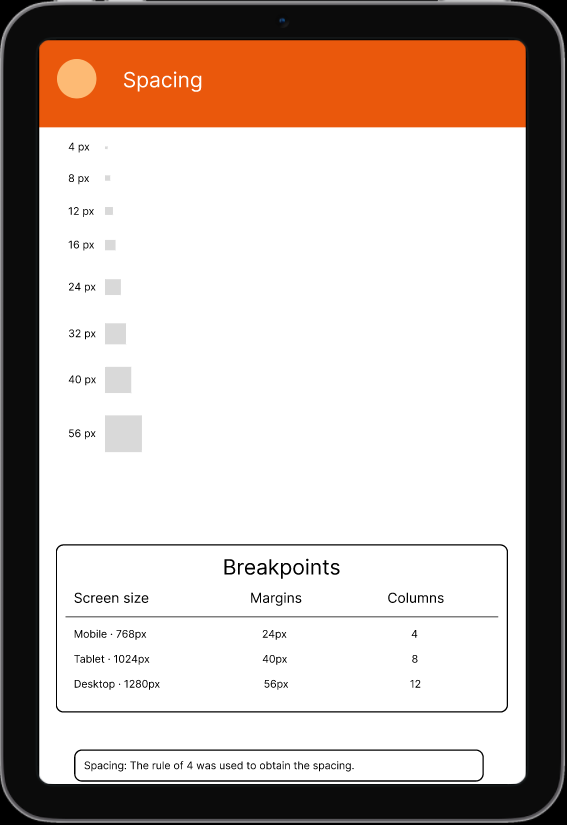 Spacing
4 px
8 px
12 px
16 px
24 px
32 px
40 px
56 px
Breakpoints
Screen size Margins Columns
Mobile · 768px 24px 4
Tablet · 1024px 40px 8
Desktop · 1280px 56px 12
Spacing: The rule of 4 was used to obtain the spacing.